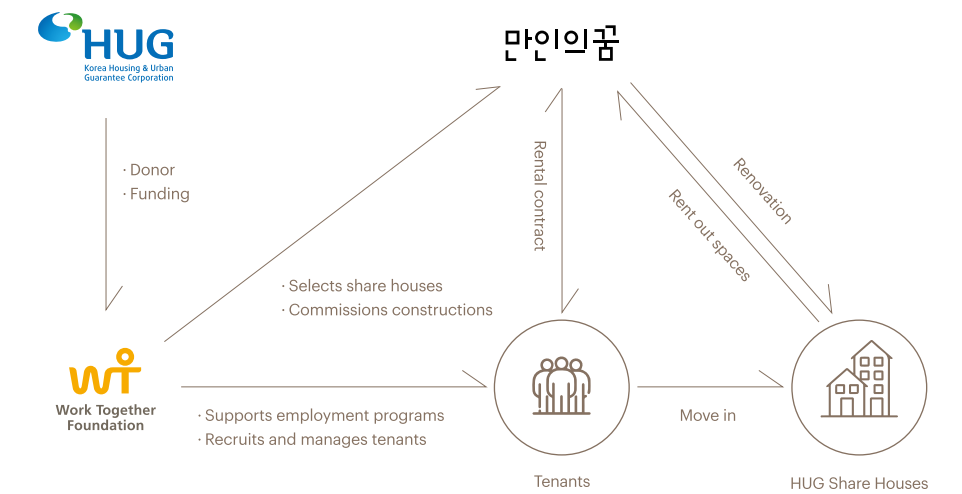 HUG
Korea Housing & Urban
Guarantee Corporation
만인의꿈
· Donor
· Funding
Rental contract
Renovation
Rent out spaces
· Selects share houses
· Commissions constructions
WT
Work Together
Foundation
· Supports employment programs
· Recruits and manages tenants
Move in
Tenants
HUG Share Houses